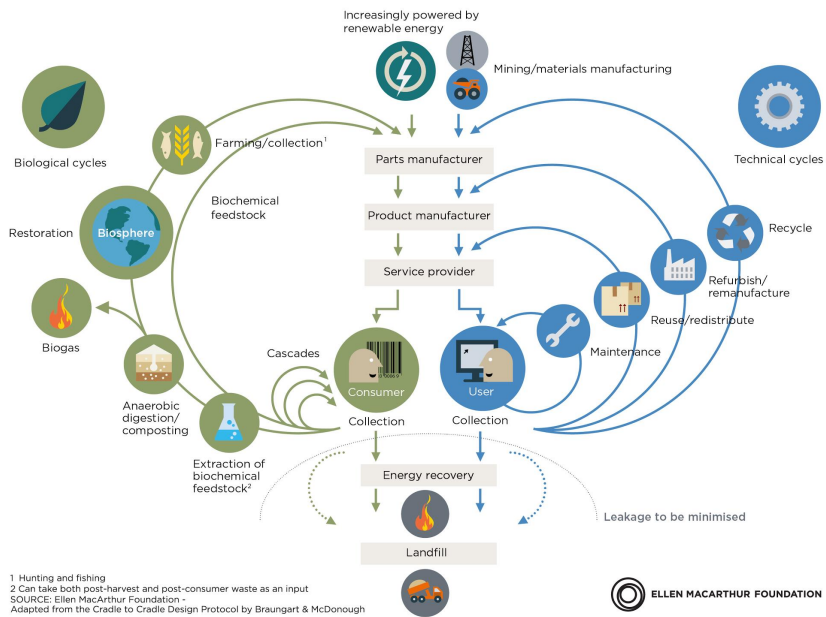 Increasingly powered by
renewable energy
Mining/materials manufacturing
Biological cycles
Technical cycles
Farming/collection¹
Parts manufacturer
Biochemical
feedstock
Product manufacturer
Restoration
Biosphere
Recycle
Service provider
Refurbish/
remanufacture
Biogas
Reuse/redistribute
Cascades
Maintenance
Consumer
User
Anaerobic
digestion/
composting
Collection
Collection
Extraction of
biochemical
feedstock²
Energy recovery
Leakage to be minimised
Landfill
1 Hunting and fishing
2 Can take both post-harvest and post-consumer waste as an input
SOURCE: Ellen MacArthur Foundation -
Adapted from the Cradle to Cradle Design Protocol by Braungart & McDonough
ELLEN MACARTHUR FOUNDATION